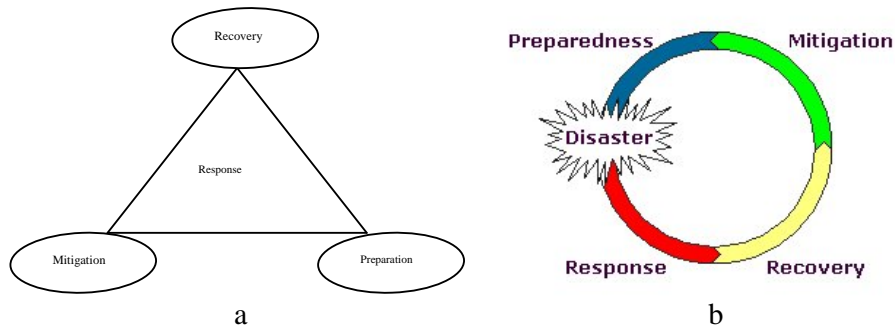 Recovery
Response
Mitigation
Preparation
a
Preparedness
Mitigation
Disaster
Response
Recovery
b